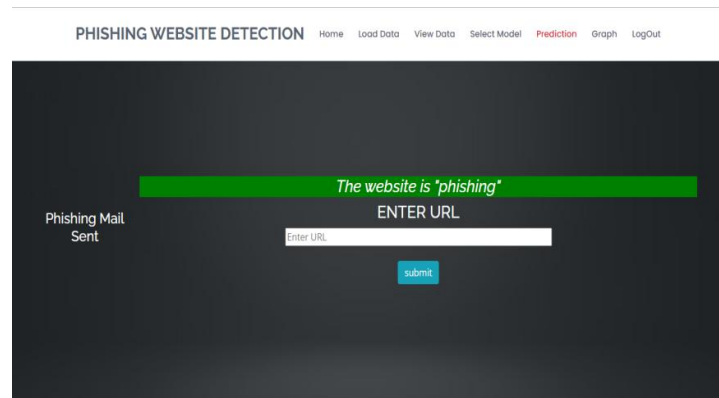 PHISHING WEBSITE DETECTION Home Load Data View Data Select Model Prediction Graph LogOut
The website is "phishing"
Phishing Mail
Sent
ENTER URL
Enter URL
submit